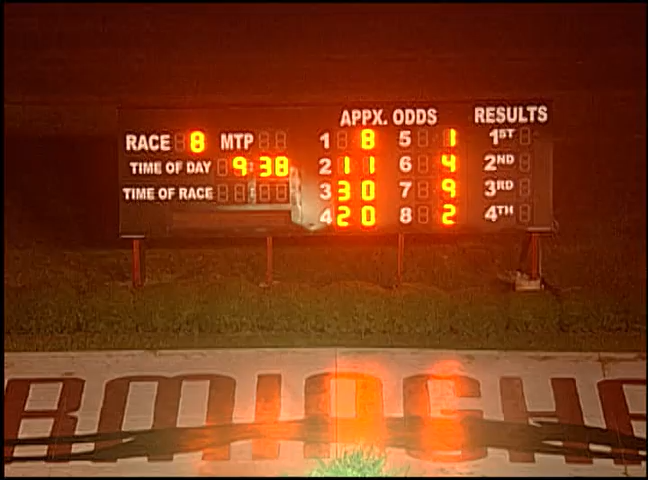 APPX. ODDS RESULTS
RACE 8 MTP 1 8 5 1 1ST
TIME OF DAY 9:38 2 11 6 4 2ND
TIME OF RACE 3 30 7 9 3RD
4 20 8 2 4TH
RMINGHA